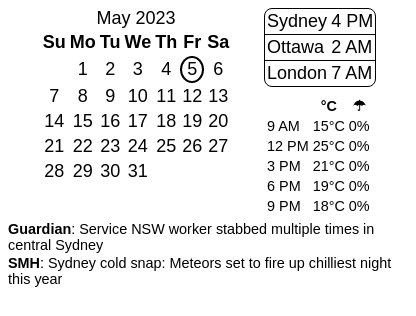 May 2023
Su Mo Tu We Th Fr Sa
1 2 3 4 5 6
7 8 9 10 11 12 13
14 15 16 17 18 19 20
21 22 23 24 25 26 27
28 29 30 31
Sydney 4 PM
Ottawa 2 AM
London 7 AM
°C ☂
9 AM 15°C 0%
12 PM 25°C 0%
3 PM 21°C 0%
6 PM 19°C 0%
9 PM 18°C 0%
Guardian: Service NSW worker stabbed multiple times in
central Sydney
SMH: Sydney cold snap: Meteors set to fire up chilliest night
this year